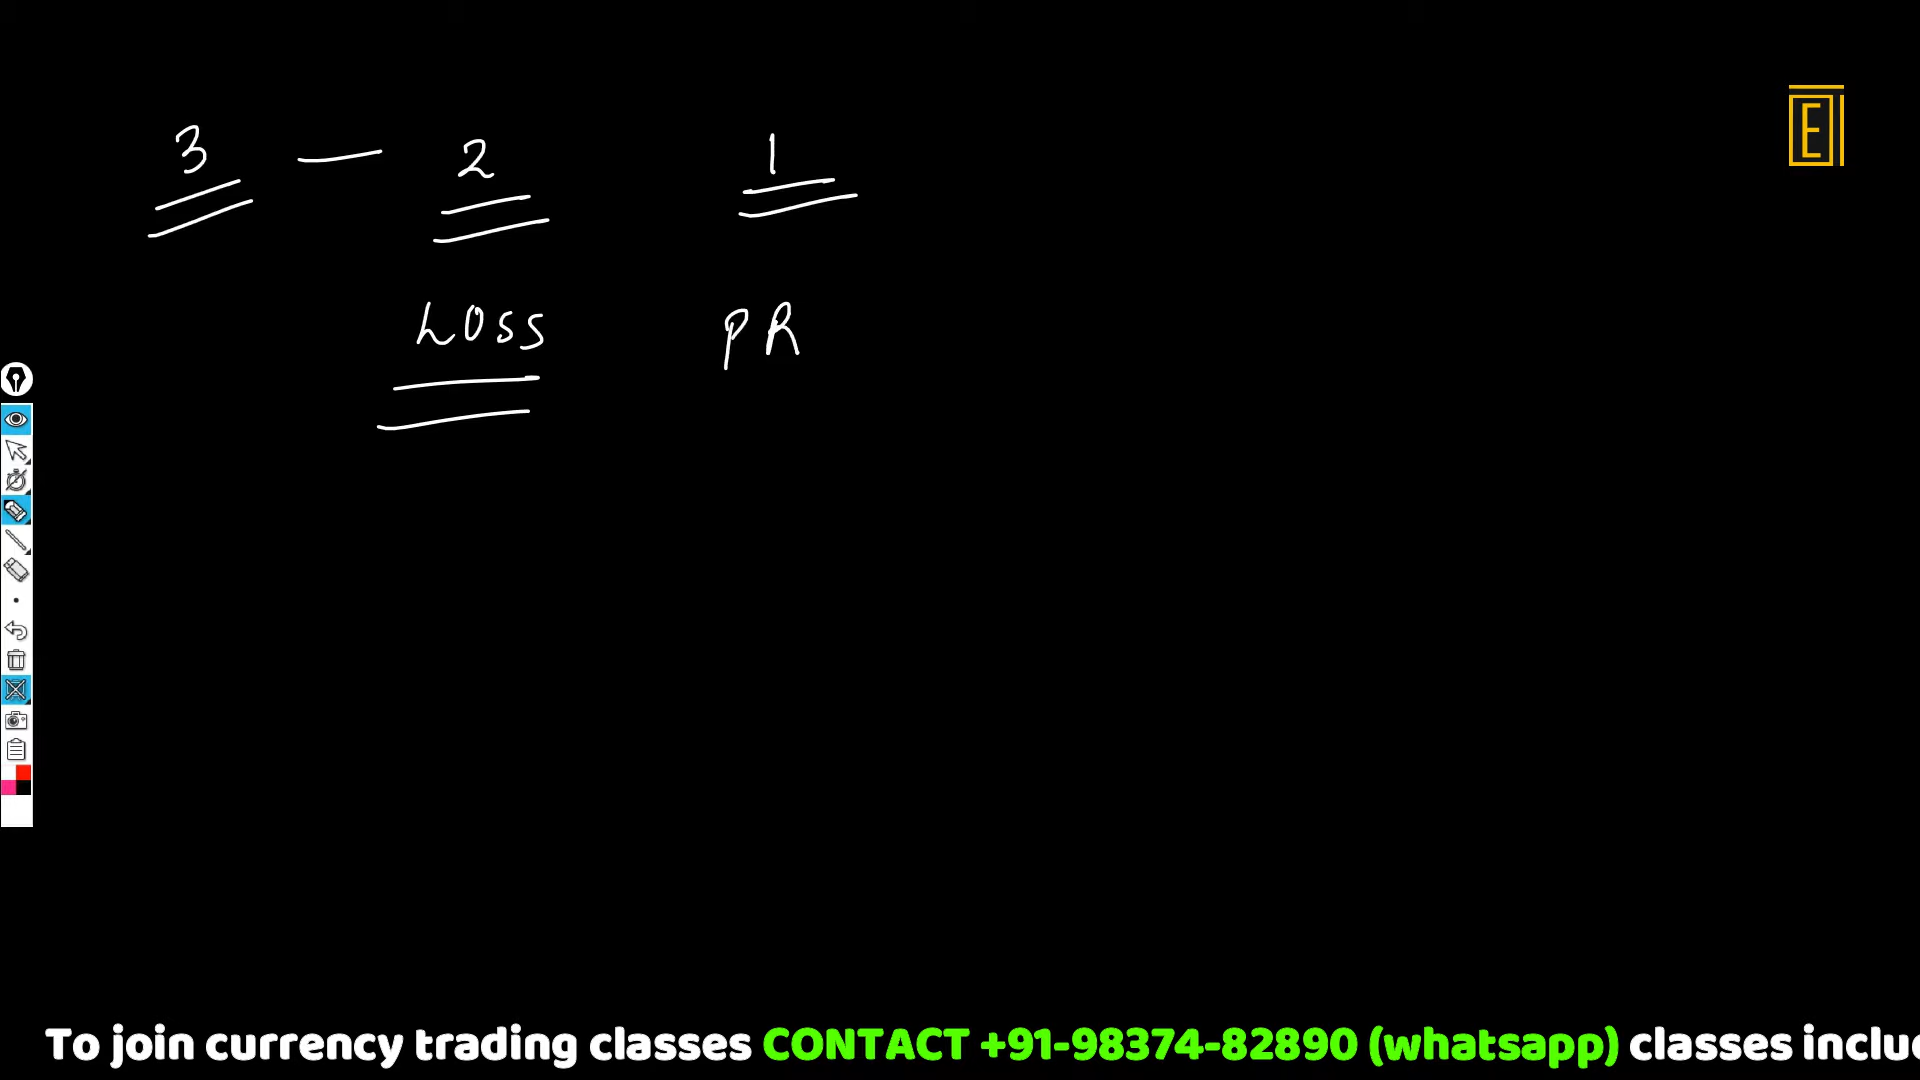 3 — 2 1
E
LOSS PR
To join currency trading classes CONTACT +91-98374-82890 (whatsapp) classes inclu